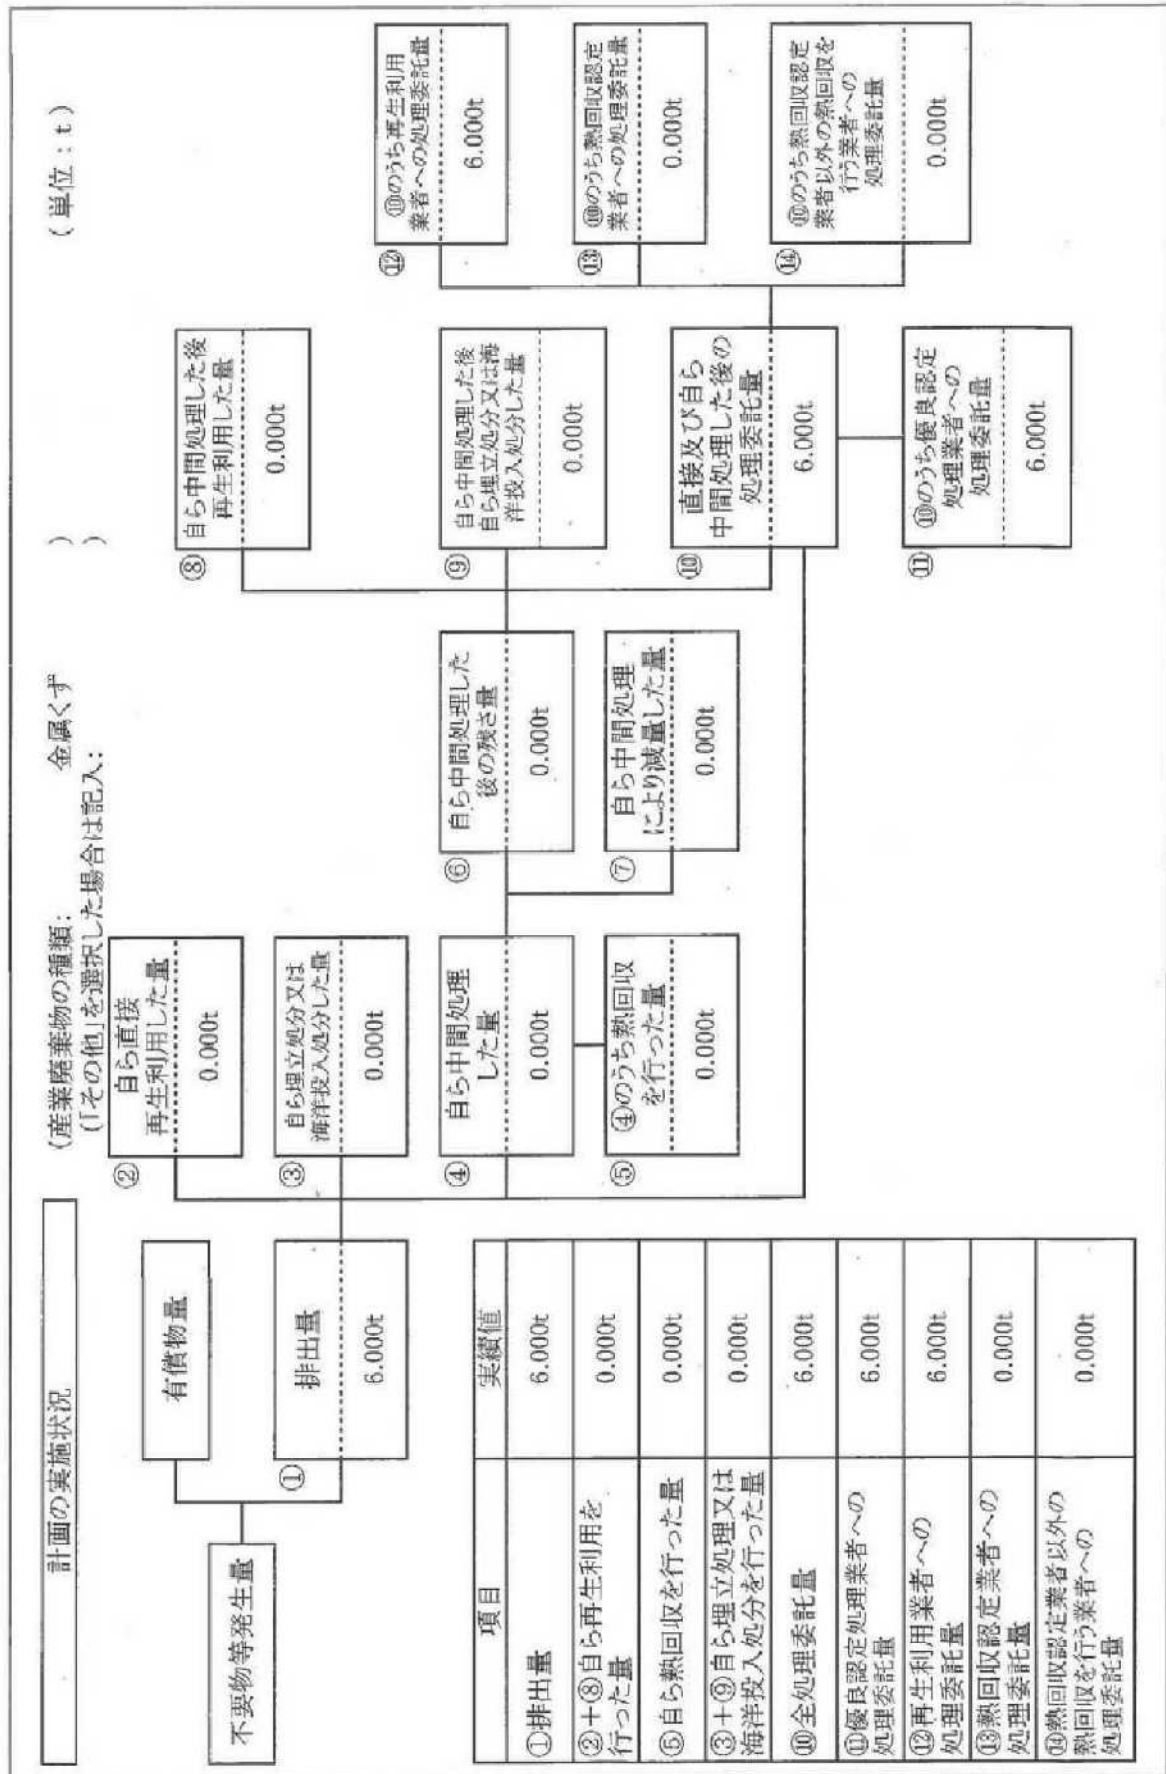 計画の実施状況
(産業廃棄物の種類: 金属くず )
(「その他」を選択した場合は記入: )
(単位:t)
不要物等発生量
有償物量
①
排出量
6.000t
②
自ら直接
再生利用した量
0.000t
③
自ら埋立処分又は
海洋投入処分した量
0.000t
④
自ら中間処理
した量
0.000t
⑤
④のうち熱回収
を行った量
0.000t
⑥
自ら中間処理した
後の残さ量
0.000t
⑦
自ら中間処理
により減量した量
0.000t
⑧
自ら中間処理した後
再生利用した量
0.000t
⑨
自ら中間処理した後
自ら埋立処分又は海
洋投入処分した量
0.000t
⑩
直接及び自ら
中間処理した後の
処理委託量
6.000t
⑪
⑩のうち優良認定
処理業者への
処理委託量
6.000t
⑫
⑩のうち再生利用
業者への処理委託量
6.000t
⑬
⑩のうち熱回収認定
業者への処理委託量
0.000t
⑭
⑩のうち熱回収認定
業者以外の熱回収を
行う業者への
処理委託量
0.000t
項目 実績値
①排出量 6.000t
②+⑧自ら再生利用を
行った量 0.000t
⑤自ら熱回収を行った量 0.000t
③+⑨自ら埋立処理又は
海洋投入処分を行った量 0.000t
⑩全処理委託量 6.000t
⑪優良認定処理業者への
処理委託量 6.000t
⑫再生利用業者への
処理委託量 6.000t
⑬熱回収認定業者への
処理委託量 0.000t
⑭熱回収認定業者以外の
熱回収を行う業者への
処理委託量 0.000t